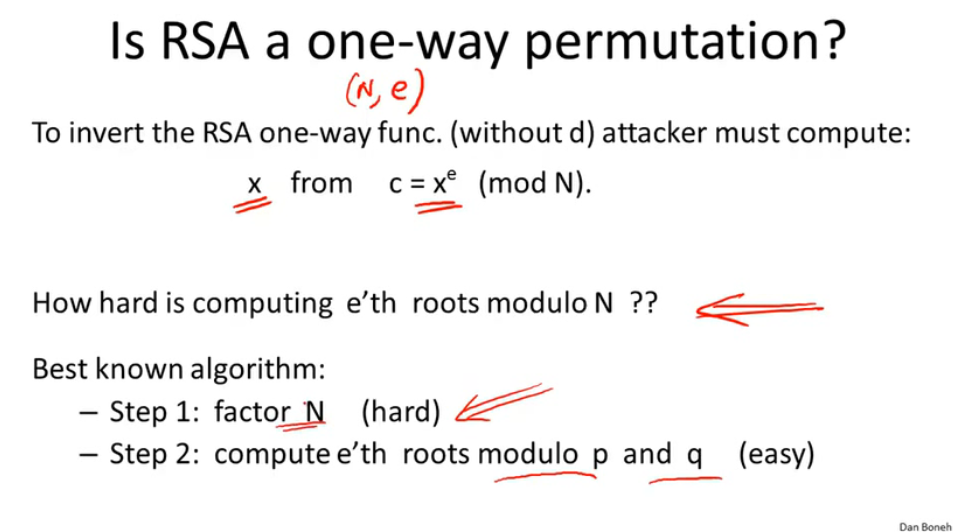 Is RSA a one-way permutation?
(N, e)
To invert the RSA one-way func. (without d) attacker must compute:
x from c = xᵉ (mod N).
How hard is computing e’th roots modulo N ??
Best known algorithm:
– Step 1: factor N (hard)
– Step 2: compute e’th roots modulo p and q (easy)
Dan Boneh